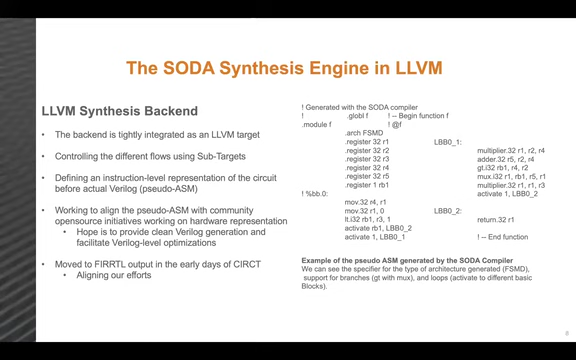 The SODA Synthesis Engine in LLVM
LLVM Synthesis Backend
• The backend is tightly integrated as an LLVM target
• Controlling the different flows using Sub-Targets
• Defining an instruction-level representation of the circuit
before actual Verilog (pseudo-ASM)
• Working to align the pseudo-ASM with community
opensource initiatives working on hardware representation
• Hope is to provide clean Verilog generation and
facilitate Verilog-level optimizations
• Moved to FIRRTL output in the early days of CIRCT
• Aligning our efforts
! Generated with the SODA compiler
! .globl f ! -- Begin function f
.module f ! @f
.arch FSMD
.register 32 r1
.register 32 r2
.register 32 r3
.register 32 r4
.register 32 r5
.register 1 rb1
! %bb.0:
mov.32 r4, r1
mov.32 r1, 0
lt.i32 rb1, r3, 1
activate rb1, LBB0_2
activate 1, LBB0_1
LBB0_1:
multiplier.32 r1, r2, r4
adder.32 r5, r2, r4
gt.i32 rb1, r4, r2
mux.i32 r1, rb1, r5, r1
multiplier.32 r1, r1, r3
activate 1, LBB0_2
LBB0_2:
return.32 r1
! -- End function
Example of the pseudo ASM generated by the SODA Compiler
We can see the specifier for the type of architecture generated (FSMD),
support for branches (gt with mux), and loops (activate to different basic
Blocks).
8